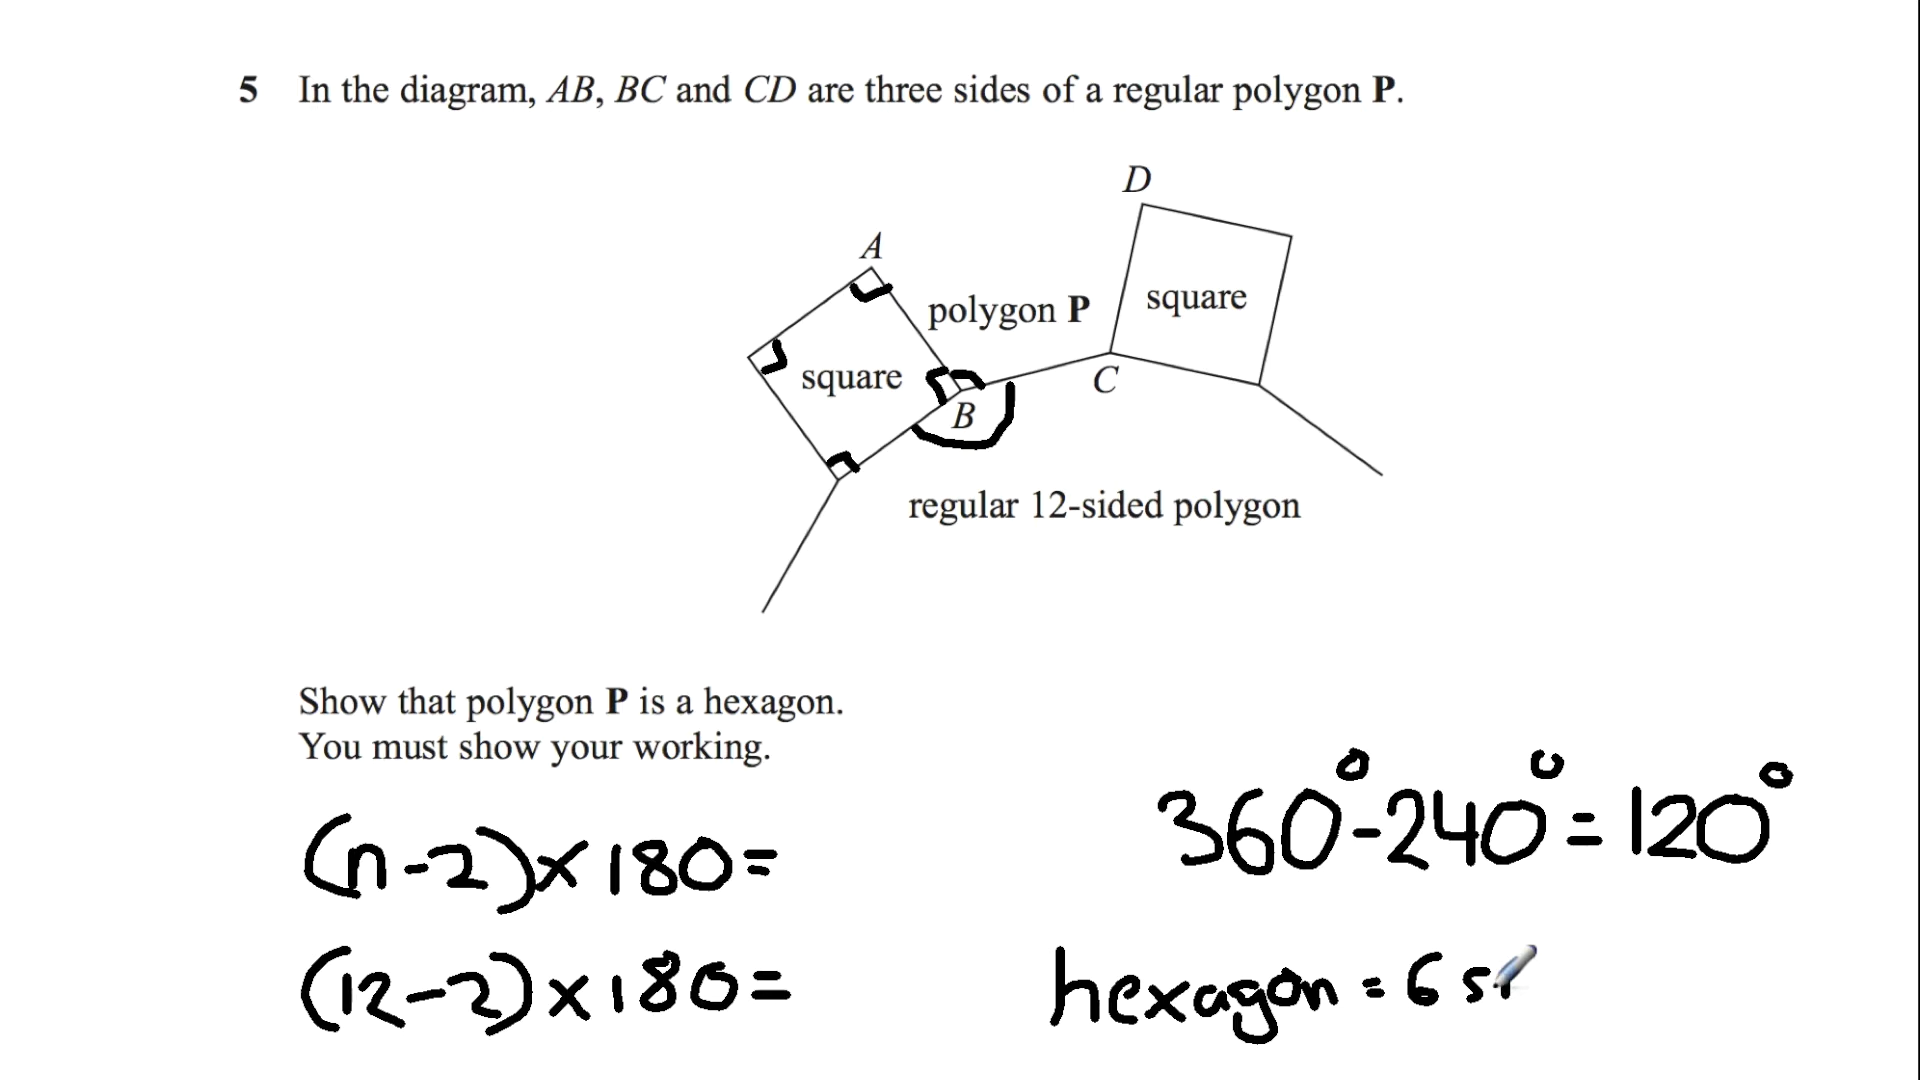 5 In the diagram, AB, BC and CD are three sides of a regular polygon P.
D
A
polygon P
square
square
C
B
regular 12-sided polygon
Show that polygon P is a hexagon.
You must show your working.
360°-240°=120°
(n-2)×180=
(12-2)×180=
hexagon = 6 si